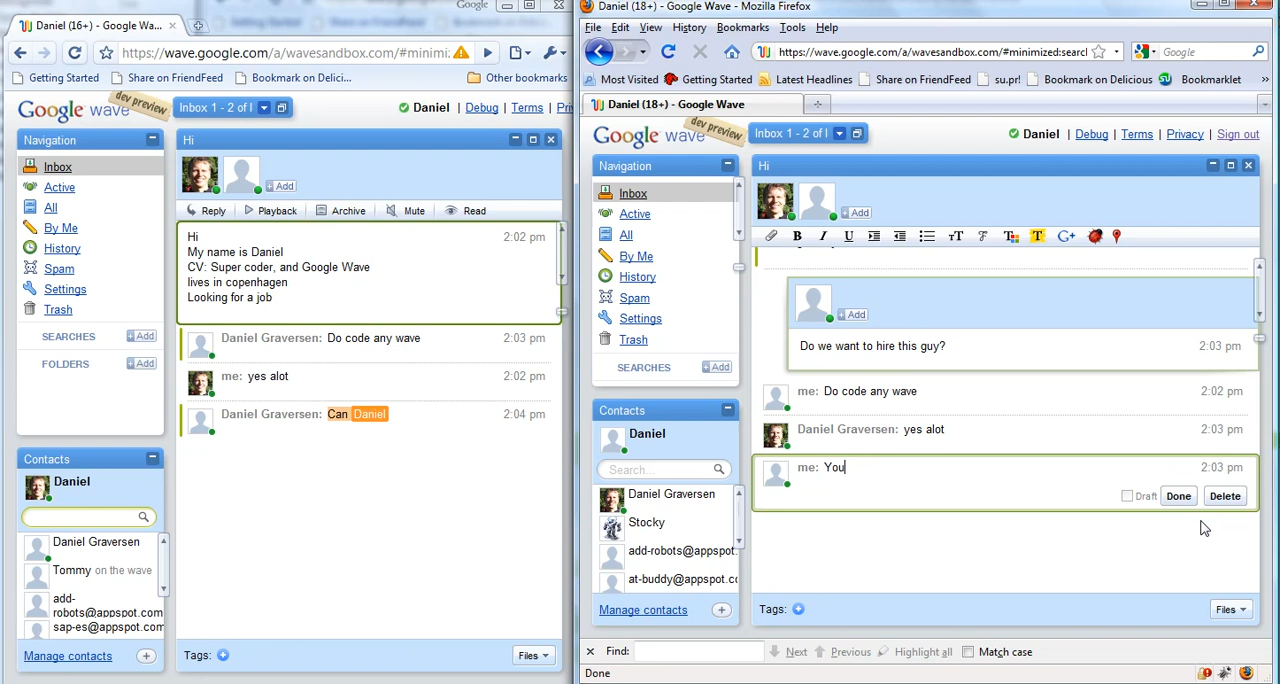 Google
Daniel (16+) - Google Wa...
https://wave.google.com/a/wavesandbox.com/#minimi
Getting Started
Share on FriendFeed
Bookmark on Delici...
Other bookmarks
Google wave
dev preview
Inbox 1 - 2 of
Daniel | Debug | Terms | Pri
Navigation
Inbox
Active
All
By Me
History
Spam
Settings
Trash
SEARCHES Add
FOLDERS Add
Contacts
Daniel
Daniel Graversen
Tommy on the wave
add-
robots@appspot.com
sap-es@appspot.com
Manage contacts +
Hi
Add
Reply Playback Archive Mute Read
Hi 2:02 pm
My name is Daniel
CV: Super coder, and Google Wave
lives in copenhagen
Looking for a job
Daniel Graversen: Do code any wave 2:03 pm
me: yes alot 2:02 pm
Daniel Graversen: Can Daniel 2:04 pm
Tags:
Files
Daniel (18+) - Google Wave - Mozilla Firefox
File Edit View History Bookmarks Tools Help
https://wave.google.com/a/wavesandbox.com/#minimized:search
Google
Most Visited Getting Started Latest Headlines Share on FriendFeed su.pr! Bookmark on Delicious Bookmarklet »
Daniel (18+) - Google Wave
Google wave
dev preview
Inbox 1 - 2 of
Daniel | Debug | Terms | Privacy | Sign out
Navigation
Inbox
Active
All
By Me
History
Spam
Settings
Trash
SEARCHES Add
Contacts
Daniel
Search...
Daniel Graversen
Stocky
add-robots@appspot.
at-buddy@appspot.co
Manage contacts +
Hi
Add
B I U
Add
Do we want to hire this guy? 2:03 pm
me: Do code any wave 2:02 pm
Daniel Graversen: yes alot 2:03 pm
me: You 2:03 pm
Draft Done Delete
Tags:
Files
Find: Next Previous Highlight all Match case
Done